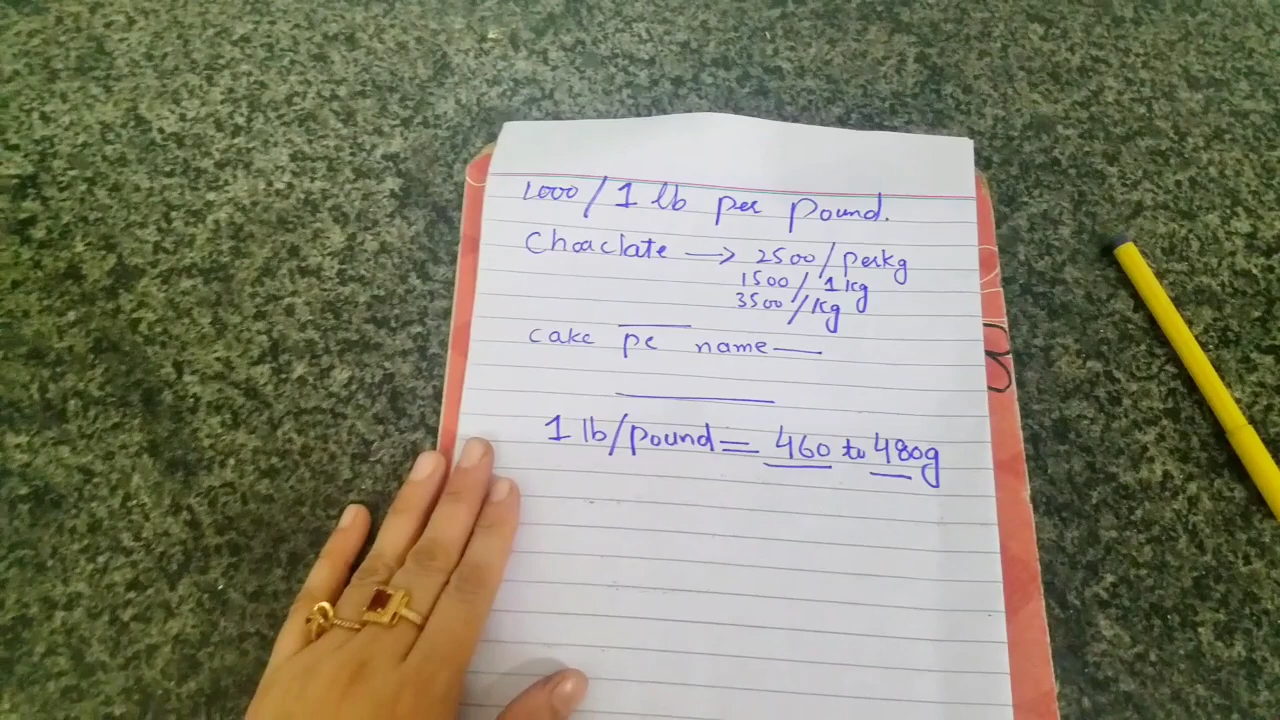 1000/1 lb per pound.
Choaclate → 2500/perkg
1500/1kg
3500/kg
cake pe name —
1 lb/pound = 460 to 480g
B